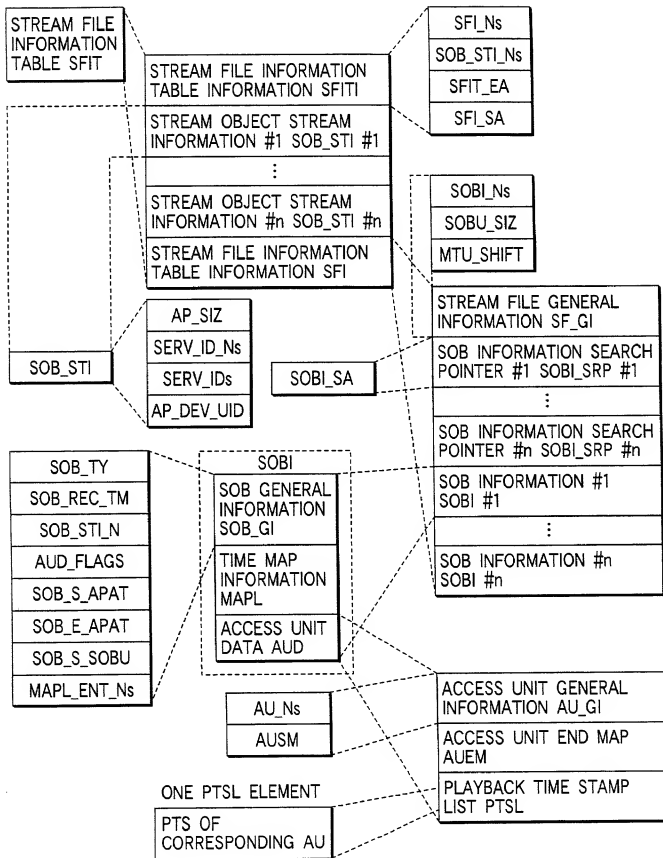 STREAM FILE
INFORMATION
TABLE SFIT
STREAM FILE INFORMATION
TABLE INFORMATION SFITI
STREAM OBJECT STREAM
INFORMATION #1 SOB_STI #1
⋮
STREAM OBJECT STREAM
INFORMATION #n SOB_STI #n
STREAM FILE INFORMATION
TABLE INFORMATION SFI
SFI_Ns
SOB_STI_Ns
SFIT_EA
SFI_SA
SOBI_Ns
SOBU_SIZ
MTU_SHIFT
SOB_STI
AP_SIZ
SERV_ID_Ns
SERV_IDs
AP_DEV_UID
SOBI_SA
STREAM FILE GENERAL
INFORMATION SF_GI
SOB INFORMATION SEARCH
POINTER #1 SOBI_SRP #1
⋮
SOB INFORMATION SEARCH
POINTER #n SOBI_SRP #n
SOB INFORMATION #1
SOBI #1
⋮
SOB INFORMATION #n
SOBI #n
SOB_TY
SOB_REC_TM
SOB_STI_N
AUD_FLAGS
SOB_S_APAT
SOB_E_APAT
SOB_S_SOBU
MAPL_ENT_Ns
SOBI
SOB GENERAL
INFORMATION
SOB_GI
TIME MAP
INFORMATION
MAPL
ACCESS UNIT
DATA AUD
AU_Ns
AUSM
ACCESS UNIT GENERAL
INFORMATION AU_GI
ACCESS UNIT END MAP
AUEM
PLAYBACK TIME STAMP
LIST PTSL
ONE PTSL ELEMENT
PTS OF
CORRESPONDING AU